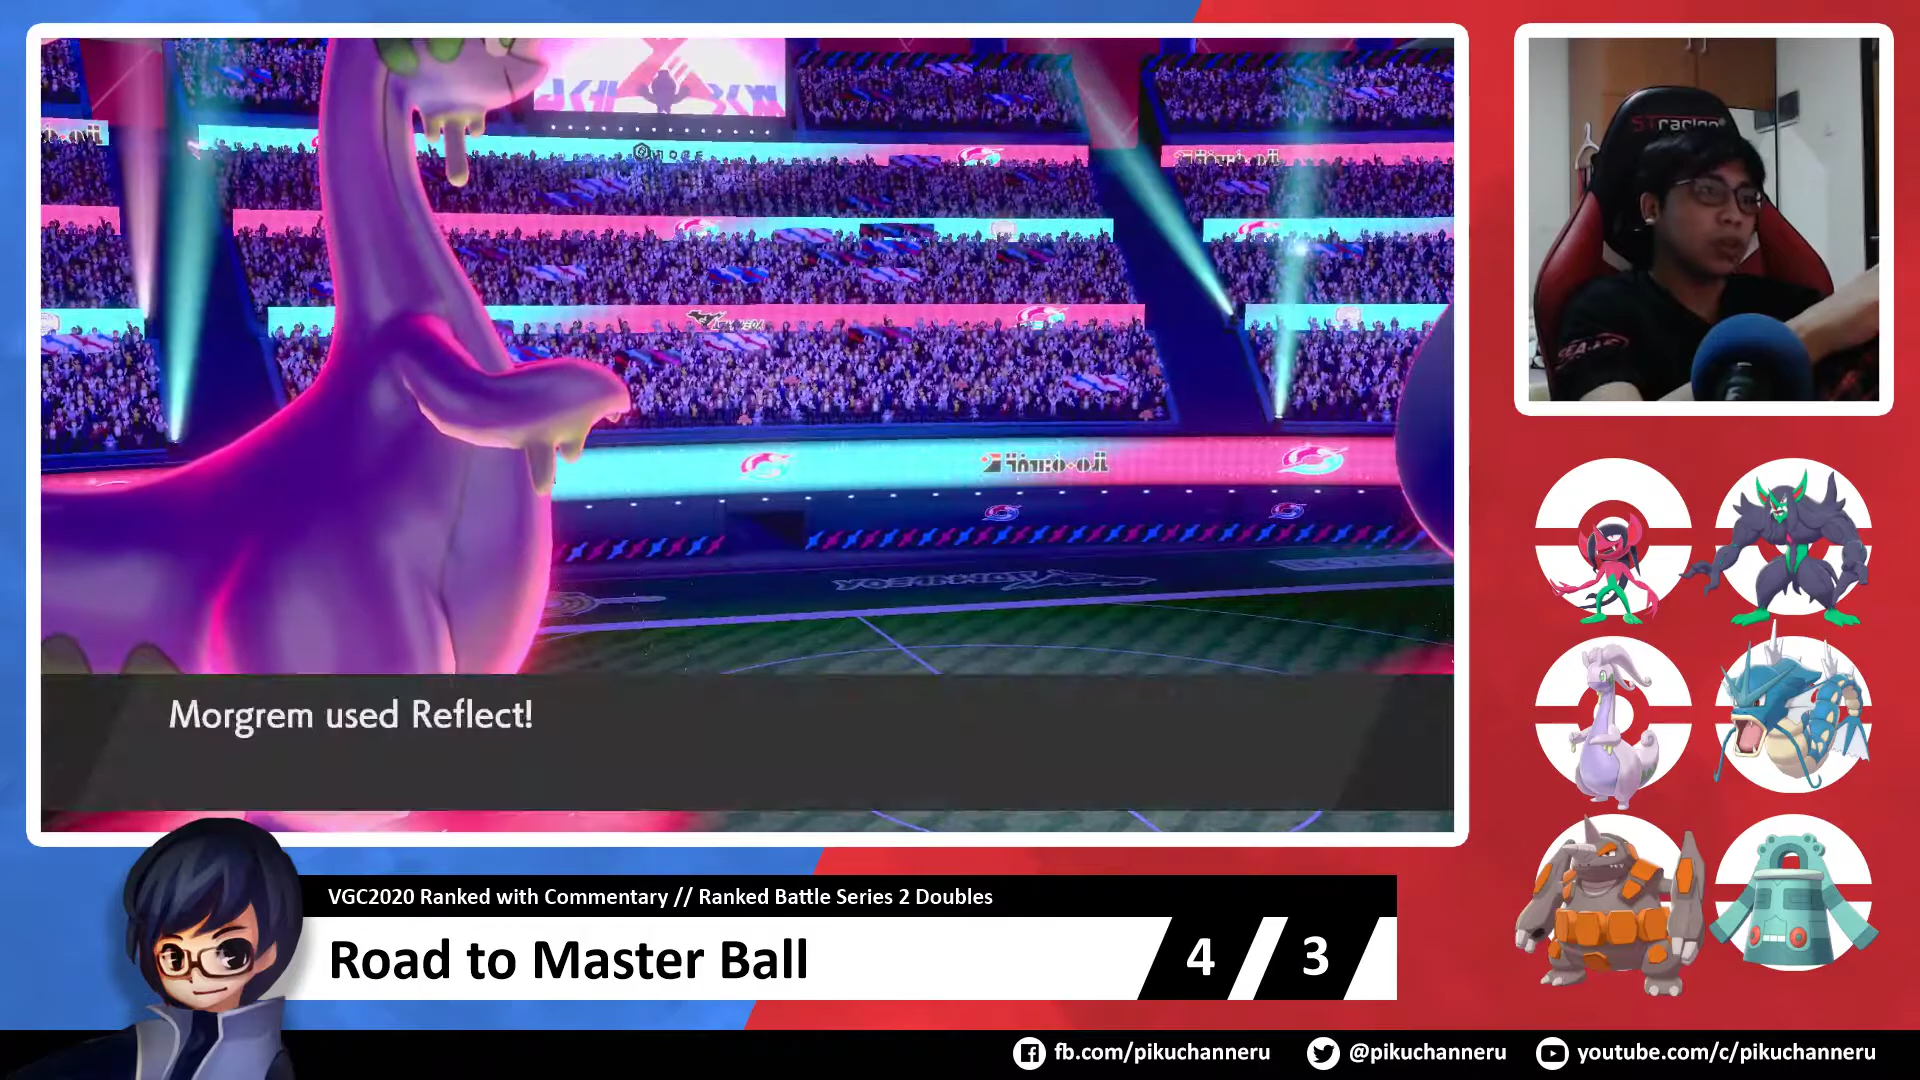 STracing
Morgrem used Reflect!
VGC2020 Ranked with Commentary // Ranked Battle Series 2 Doubles
Road to Master Ball
4 / 3
fb.com/pikuchanneru
@pikuchanneru
youtube.com/c/pikuchanneru